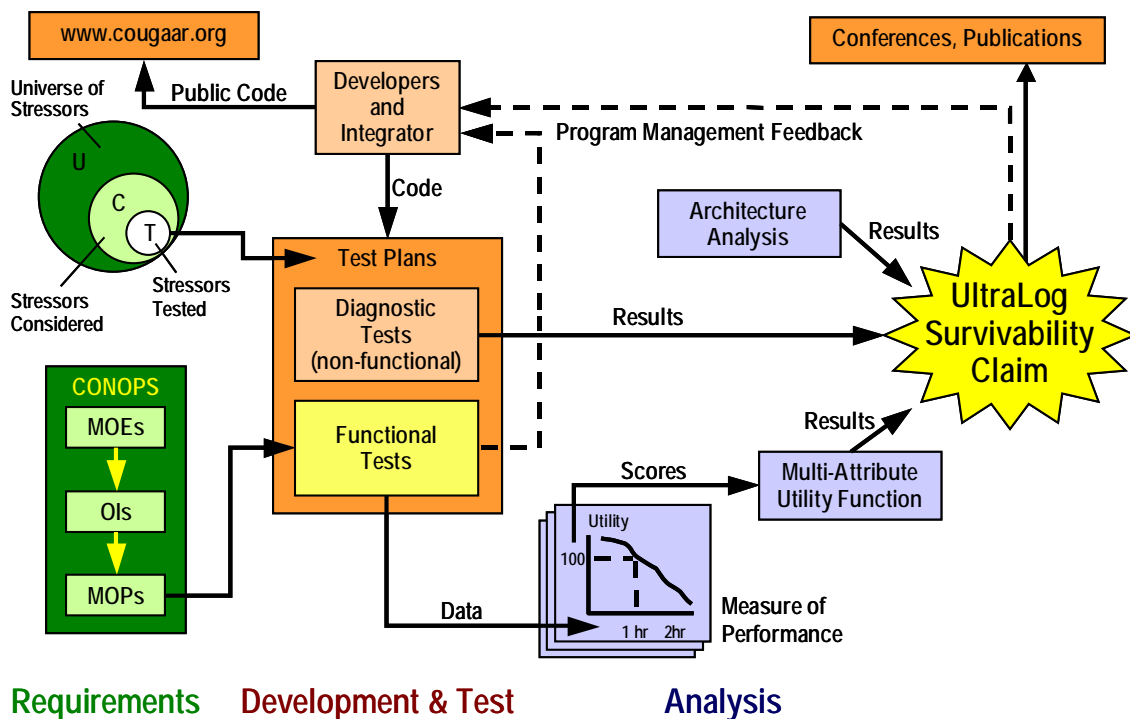 www.cougaar.org
Conferences, Publications
Universe of
Stressors
Public Code
Developers
and
Integrator
Program Management Feedback
U
C
T
Code
Architecture
Analysis
Results
Test Plans
Stressors
Tested
Stressors
Considered
Diagnostic
Tests
(non-functional)
Results
UltraLog
Survivability
Claim
CONOPS
MOEs
OIs
MOPs
Functional
Tests
Results
Scores
Multi-Attribute
Utility Function
Utility
100
1 hr 2hr
Data
Measure of
Performance
Requirements
Development & Test
Analysis